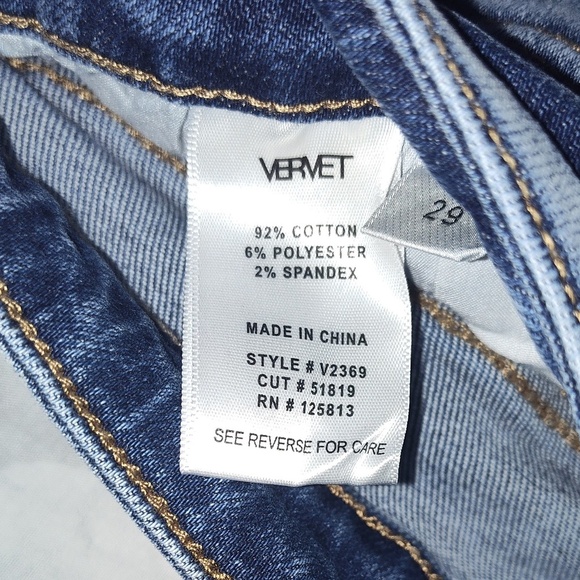 VERVET
92% COTTON
6% POLYESTER
2% SPANDEX
29
MADE IN CHINA
STYLE # V2369
CUT # 51819
RN # 125813
SEE REVERSE FOR CARE